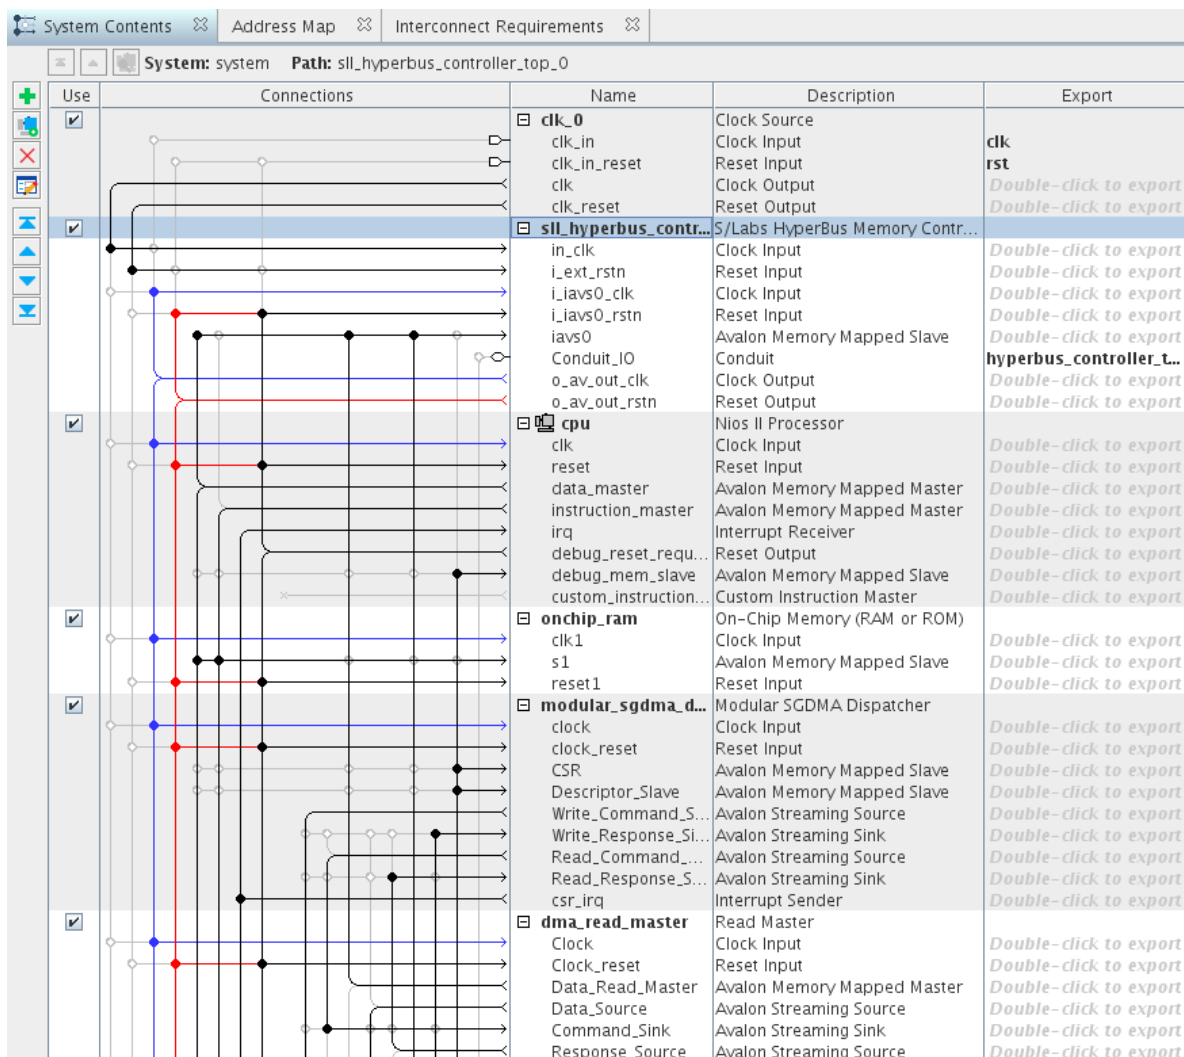 System Contents Address Map Interconnect Requirements
System: system Path: sll_hyperbus_controller_top_0
Use Connections Name Description Export
clk_0 Clock Source
clk_in Clock Input clk
clk_in_reset Reset Input rst
clk Clock Output Double-click to export
clk_reset Reset Output Double-click to export
sll_hyperbus_contr... S/Labs HyperBus Memory Contr...
in_clk Clock Input Double-click to export
i_ext_rstn Reset Input Double-click to export
i_iavs0_clk Clock Input Double-click to export
i_iavs0_rstn Reset Input Double-click to export
iavs0 Avalon Memory Mapped Slave Double-click to export
Conduit_IO Conduit hyperbus_controller_t...
o_av_out_clk Clock Output Double-click to export
o_av_out_rstn Reset Output Double-click to export
cpu Nios II Processor
clk Clock Input Double-click to export
reset Reset Input Double-click to export
data_master Avalon Memory Mapped Master Double-click to export
instruction_master Avalon Memory Mapped Master Double-click to export
irq Interrupt Receiver Double-click to export
debug_reset_requ... Reset Output Double-click to export
debug_mem_slave Avalon Memory Mapped Slave Double-click to export
custom_instruction... Custom Instruction Master Double-click to export
onchip_ram On-Chip Memory (RAM or ROM)
clk1 Clock Input Double-click to export
s1 Avalon Memory Mapped Slave Double-click to export
reset1 Reset Input Double-click to export
modular_sgdma_d... Modular SGDMA Dispatcher
clock Clock Input Double-click to export
clock_reset Reset Input Double-click to export
CSR Avalon Memory Mapped Slave Double-click to export
Descriptor_Slave Avalon Memory Mapped Slave Double-click to export
Write_Command_S... Avalon Streaming Source Double-click to export
Write_Response_Si... Avalon Streaming Sink Double-click to export
Read_Command_... Avalon Streaming Source Double-click to export
Read_Response_S... Avalon Streaming Sink Double-click to export
csr_irq Interrupt Sender Double-click to export
dma_read_master Read Master
Clock Clock Input Double-click to export
Clock_reset Reset Input Double-click to export
Data_Read_Master Avalon Memory Mapped Master Double-click to export
Data_Source Avalon Streaming Source Double-click to export
Command_Sink Avalon Streaming Sink Double-click to export
Response_Source Avalon Streaming Source Double-click to export